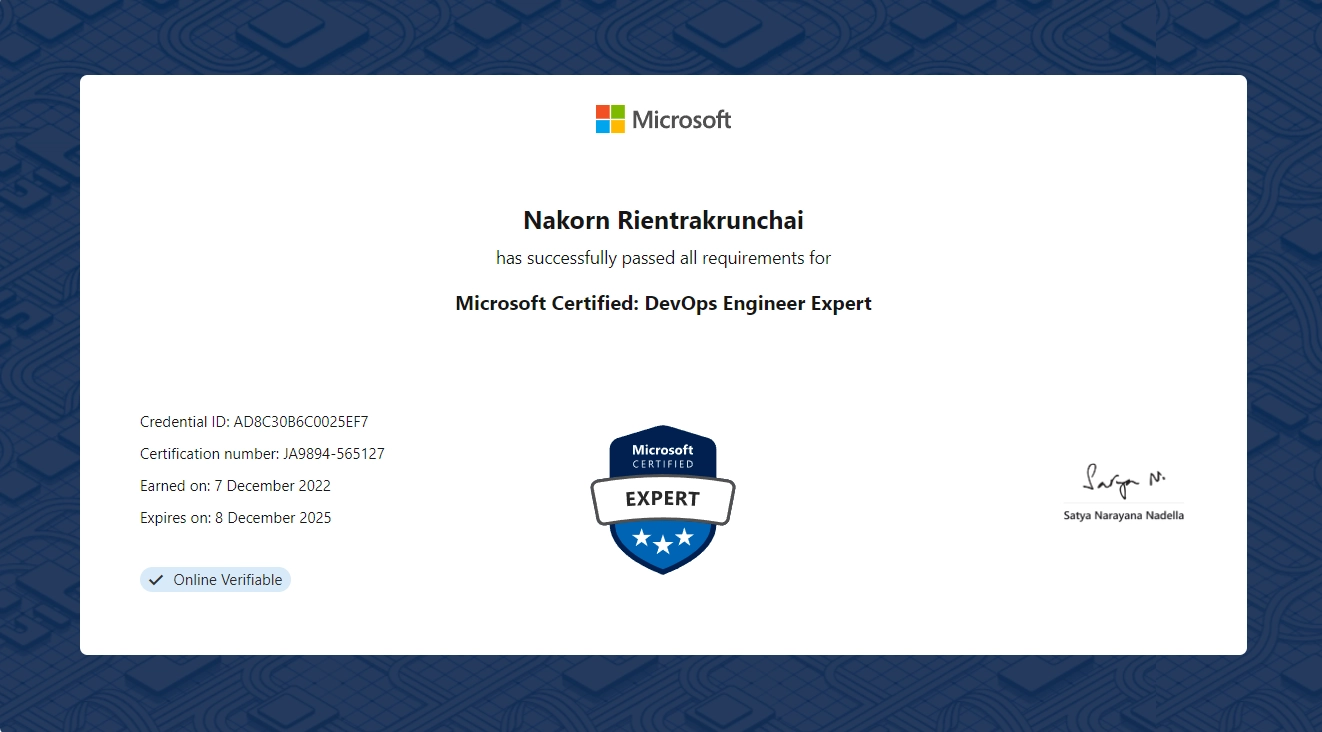 Microsoft
Nakorn Rientrakrunchai
has successfully passed all requirements for
Microsoft Certified: DevOps Engineer Expert
Credential ID: AD8C30B6C0025EF7
Certification number: JA9894-565127
Earned on: 7 December 2022
Expires on: 8 December 2025
Online Verifiable
Microsoft
CERTIFIED
EXPERT
Satya N.
Satya Narayana Nadella